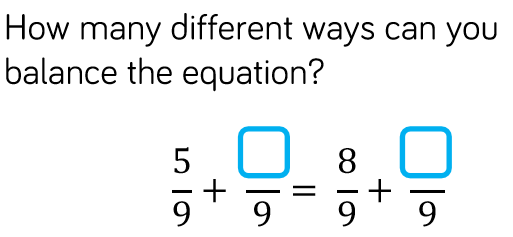 How many different ways can you
balance the equation?
5/9 + □/9 = 8/9 + □/9